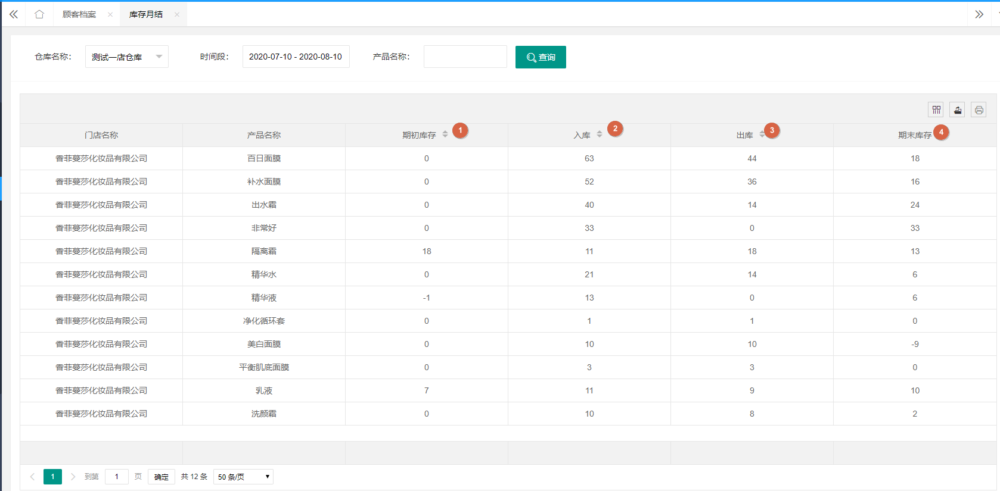 顾客档案 库存月结
仓库名称： 测试一店仓库 时间段： 2020-07-10 - 2020-08-10 产品名称： 查询
门店名称 产品名称 期初库存 1 入库 2 出库 3 期末库存 4
香菲蔓莎化妆品有限公司 百日面膜 0 63 44 18
香菲蔓莎化妆品有限公司 补水面膜 0 52 36 16
香菲蔓莎化妆品有限公司 出水霜 0 40 14 24
香菲蔓莎化妆品有限公司 非常好 0 33 0 33
香菲蔓莎化妆品有限公司 隔离霜 18 11 18 13
香菲蔓莎化妆品有限公司 精华水 0 21 14 6
香菲蔓莎化妆品有限公司 精华液 -1 13 0 6
香菲蔓莎化妆品有限公司 净化循环套 0 1 1 0
香菲蔓莎化妆品有限公司 美白面膜 0 10 10 -9
香菲蔓莎化妆品有限公司 平衡肌底面膜 0 3 3 0
香菲蔓莎化妆品有限公司 乳液 7 11 9 10
香菲蔓莎化妆品有限公司 洗颜霜 0 10 8 2
1 到第 1 页 确定 共 12 条 50 条/页